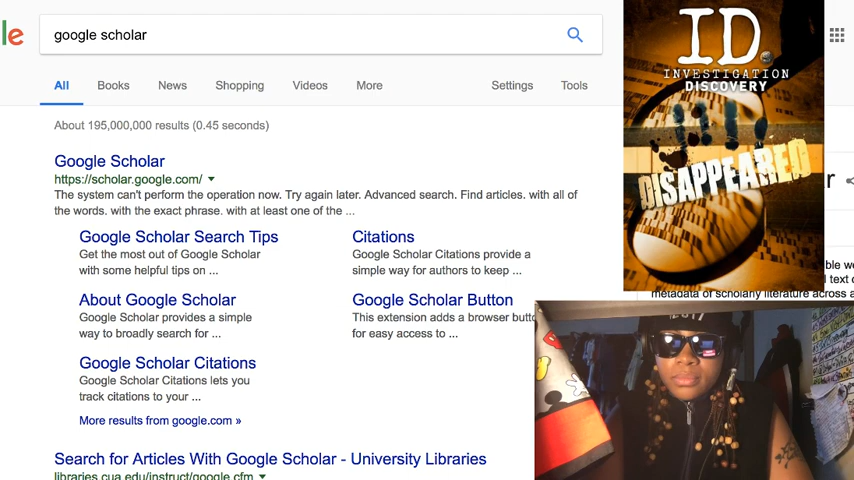 le
google scholar
All Books News Shopping Videos More Settings Tools
About 195,000,000 results (0.45 seconds)
Google Scholar
https://scholar.google.com/
The system can't perform the operation now. Try again later. Advanced search. Find articles. with all of
the words. with the exact phrase. with at least one of the ...
Google Scholar Search Tips
Get the most out of Google Scholar
with some helpful tips on ...
Citations
Google Scholar Citations provide a
simple way for authors to keep ...
About Google Scholar
Google Scholar provides a simple
way to broadly search for ...
Google Scholar Button
This extension adds a browser butto
for easy access to ...
Google Scholar Citations
Google Scholar Citations lets you
track citations to your ...
More results from google.com »
Search for Articles With Google Scholar - University Libraries
libraries.cua.edu/instruct/google.cfm
ID.
INVESTIGATION
DISCOVERY
DISAPPEARED
r
ble we
text o
metadata of scholarly literature across a